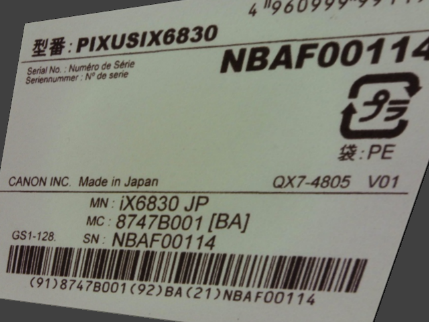 4 960999 99119
型番: PIXUSIX6830
Serial No. : Numéro de Série
Seriennummer : Nº de serie
NBAF00114
プラ
袋:PE
CANON INC. Made in Japan
QX7-4805 V01
MN : iX6830 JP
MC : 8747B001 [BA]
GS1-128. SN : NBAF00114
(91)8747B001(92)BA(21)NBAF00114